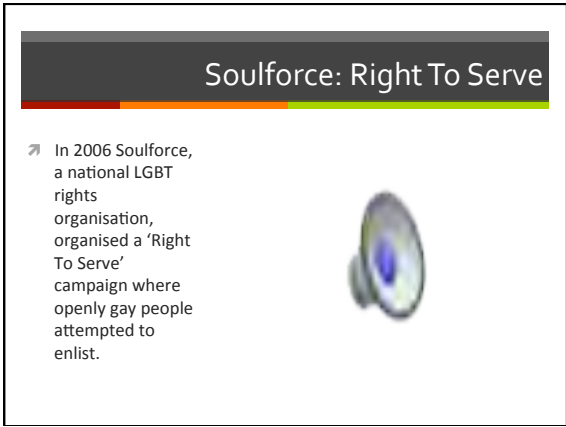 Soulforce: Right To Serve
In 2006 Soulforce,
a national LGBT
rights
organisation,
organised a ‘Right
To Serve’
campaign where
openly gay people
attempted to
enlist.